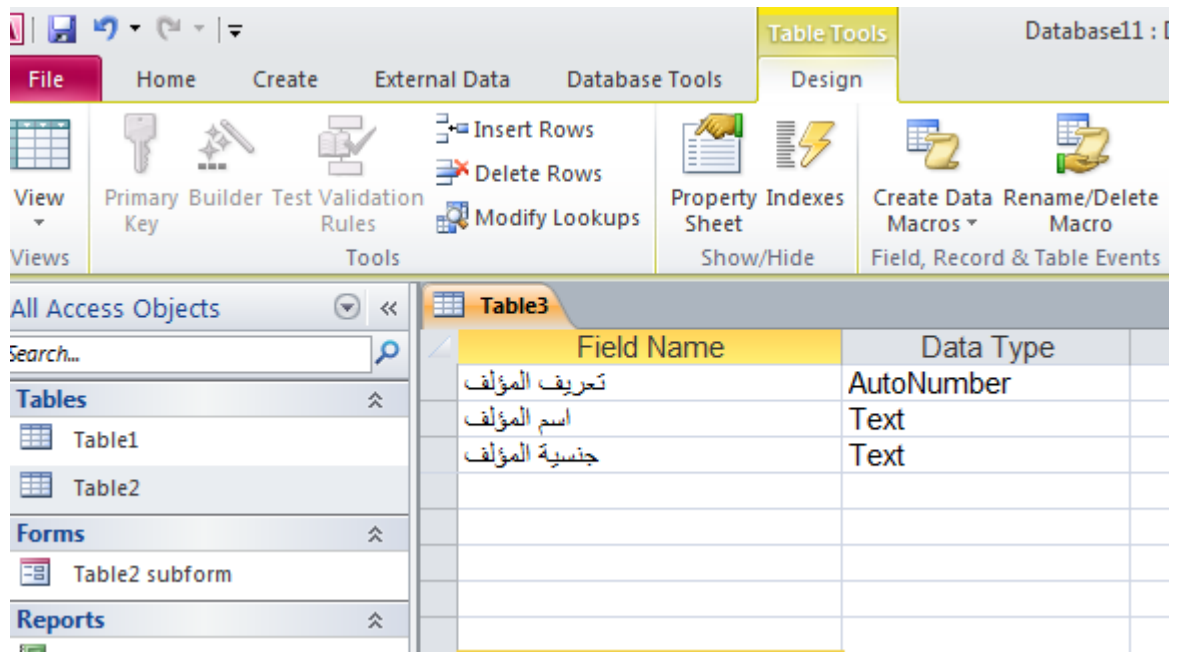 Table Tools
Database11 : D
File Home Create External Data Database Tools Design
Insert Rows
Delete Rows
Modify Lookups
View
Primary Key
Builder
Test Validation Rules
Property Sheet
Indexes
Create Data Macros
Rename/Delete Macro
Views
Tools
Show/Hide
Field, Record & Table Events
All Access Objects
Search...
Tables
Table1
Table2
Forms
Table2 subform
Reports
Table3
Field Name Data Type
تعريف المؤلف AutoNumber
اسم المؤلف Text
جنسية المؤلف Text